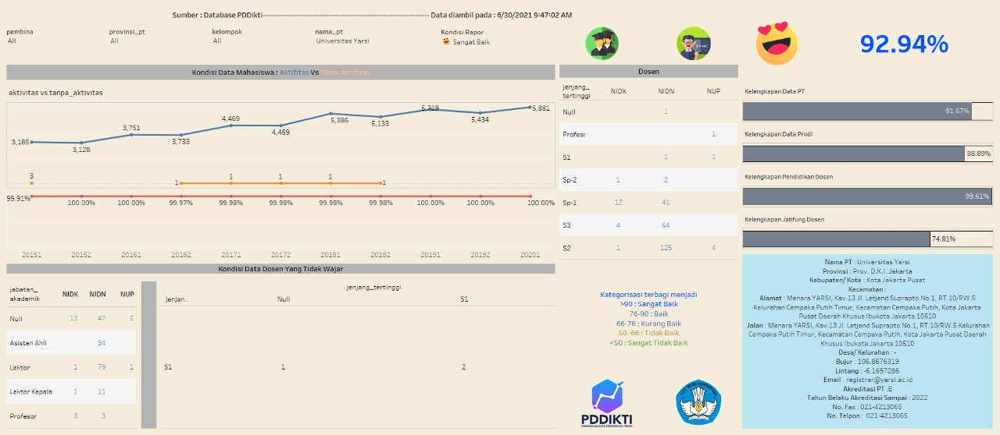 Sumber : Database PDDikti------------------------------------------------------------------------------- Data diambil pada : 6/30/2021 9:47:02 AM
pembina provinsi_pt kelompok nama_pt Kondisi Rapor
All All All Universitas Yarsi Sangat Baik
92.94%
Kondisi Data Mahasiswa : Aktifitas Vs Tidak Aktifitas
aktivitas vs tanpa_aktivitas
3,185 3,128 3,751 3,733 4,469 4,459 5,386 5,133 5,719 5,434 5,881
3 1 1 1 1 1
99.91% 100.00% 100.00% 99.97% 99.98% 99.98% 99.98% 99.98% 100.00% 100.00% 100.00%
20151 20152 20161 20162 20171 20172 20181 20182 20191 20192 20201
Dosen
jenjang_
tertinggi NIDK NIDN NUP
Null 1
Profesi 1
S1 1 1
Sp-2 1 2
Sp-1 12 41
S3 4 64
S2 1 125 4
Kelengkapan Data PT
91.67%
Kelengkapan Data Prodi
88.89%
Kelengkapan Pendidikan Dosen
99.61%
Kelengkapan Jabfung Dosen
74.81%
Kondisi Data Dosen Yang Tidak Wajar
jabatan_
akademik NIDK NIDN NUP
Null 13 47 5
Asisten Ahli 94
Lektor 1 79 1
Lektor Kepala 1 11
Profesor 3 3
jenjang_tertinggi
jenjan.. Null S1
S1 1 2
Kategorisasi terbagi menjadi
>90 : Sangat Baik
76-90 : Baik
66-76 : Kurang Baik
50 -66 : Tidak Baik
<50 : Sangat Tidak Baik
PDDIKTI
PANGKALAN DATA PENDIDIKAN TINGGI
TUT WURI HANDAYANI
Nama PT : Universitas Yarsi
Provinsi : Prov. D.K.I. Jakarta
Kabupaten/ Kota : Kota Jakarta Pusat
Kecamatan :
Alamat : Menara YARSI, Kav.13 Jl. Letjend Suprapto No.1, RT.10/RW.5
Kelurahan Cempaka Putih Timur, Kecamatan Cempaka Putih, Kota Jakarta
Pusat Daerah Khusus Ibukota Jakarta 10510
Jalan : Menara YARSI, Kav.13 Jl. Letjend Suprapto No.1, RT.10/RW.5 Kelurahan
Cempaka Putih Timur, Kecamatan Cempaka Putih, Kota Jakarta Pusat Daerah
Khusus Ibukota Jakarta 10510
Desa/ Kelurahan : -
Bujur : 106.8676319
Lintang : -6.1697286
Email : registrar@yarsi.ac.id
Akreditasi PT :B
Tahun Belaku Akreditasi Sampai : 2022
No. Fax : 021-4213065
No. Telpon : 021-4213065